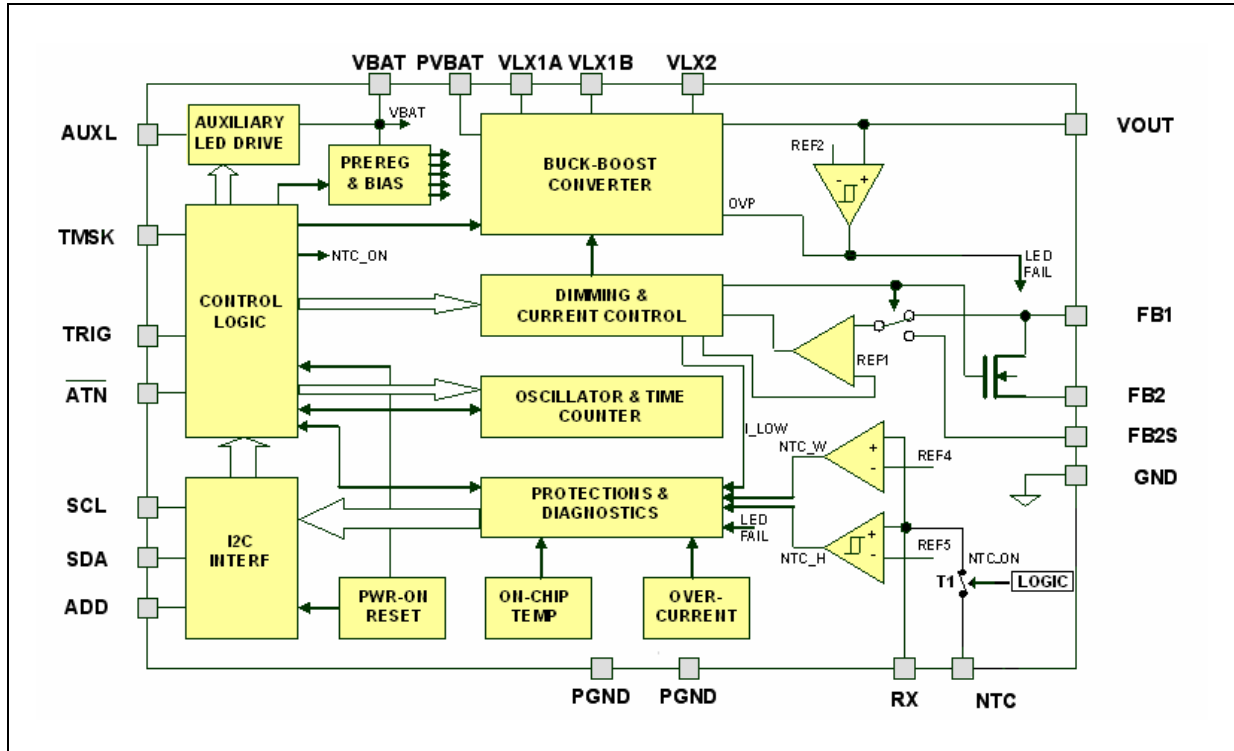 VBAT
PVBAT
VLX1A
VLX1B
VLX2
AUXL
AUXILIARY
LED DRIVE
VBAT
PREREG
& BIAS
BUCK-BOOST
CONVERTER
REF2
- +
VOUT
OVP
TMSK
NTC_ON
LED
FAIL
CONTROL
LOGIC
DIMMING &
CURRENT CONTROL
TRIG
REF1
FB1
ATN
OSCILLATOR & TIME
COUNTER
FB2
I_LOW
FB2S
NTC_W
+
-
REF4
GND
SCL
PROTECTIONS &
DIAGNOSTICS
LED
FAIL
I2C
INTERF
SDA
NTC_H
+
-
REF5
NTC_ON
T1
LOGIC
ADD
PWR-ON
RESET
ON-CHIP
TEMP
OVER-
CURRENT
PGND
PGND
RX
NTC